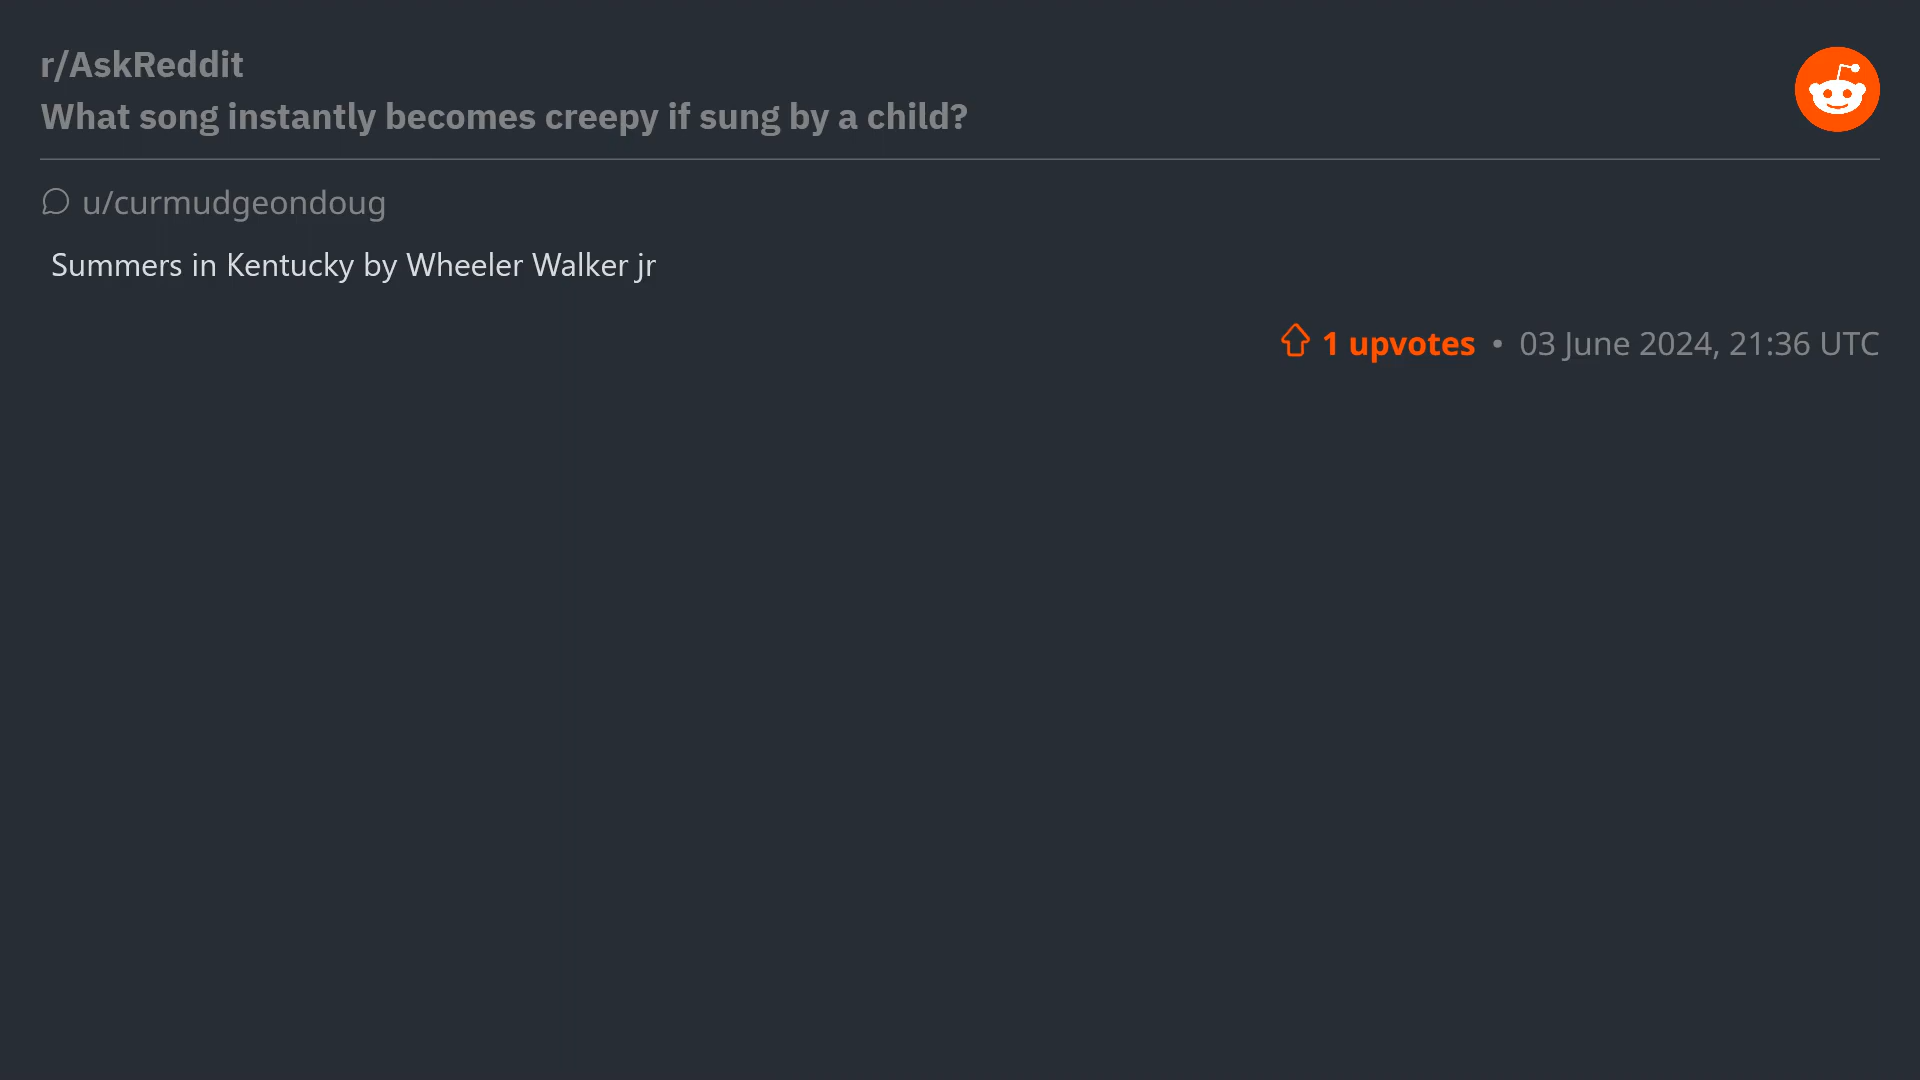 r/AskReddit
What song instantly becomes creepy if sung by a child?
u/curmudgeondoug
Summers in Kentucky by Wheeler Walker jr
1 upvotes • 03 June 2024, 21:36 UTC